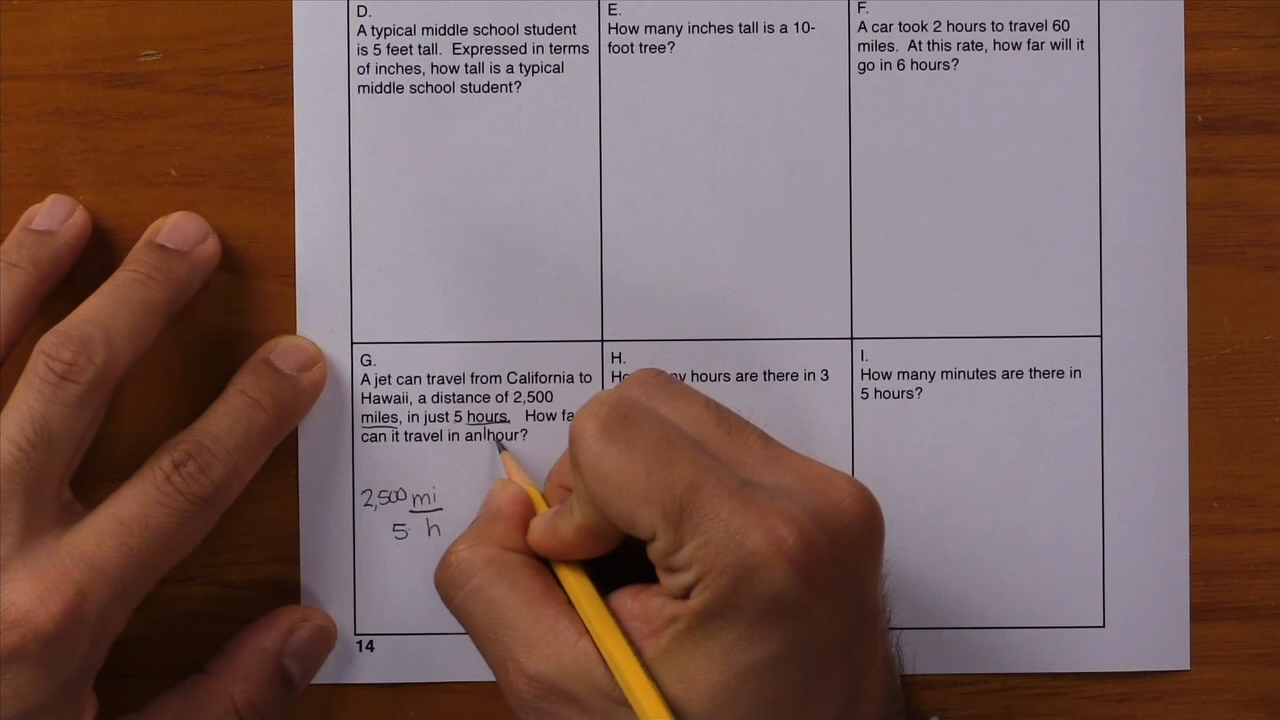 D.
A typical middle school student
is 5 feet tall. Expressed in terms
of inches, how tall is a typical
middle school student?
E.
How many inches tall is a 10-
foot tree?
F.
A car took 2 hours to travel 60
miles. At this rate, how far will it
go in 6 hours?
G.
A jet can travel from California to
Hawaii, a distance of 2,500
miles, in just 5 hours. How
can it travel in an hour?
2,500 mi
5 h
H.
hours are there in 3
I.
How many minutes are there in
5 hours?
14